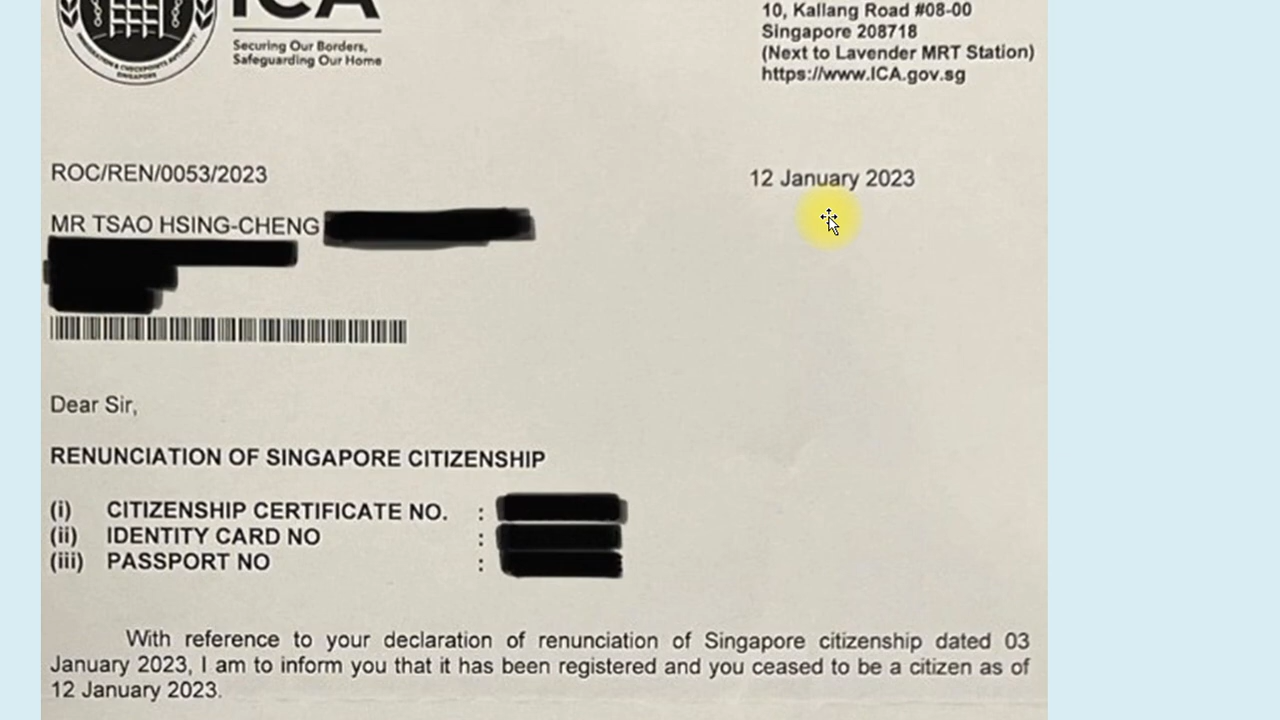 ICA
Securing Our Borders,
Safeguarding Our Home
10, Kallang Road #08-00
Singapore 208718
(Next to Lavender MRT Station)
https://www.ICA.gov.sg
ROC/REN/0053/2023
12 January 2023
MR TSAO HSING-CHENG
Dear Sir,
RENUNCIATION OF SINGAPORE CITIZENSHIP
(i) CITIZENSHIP CERTIFICATE NO. :
(ii) IDENTITY CARD NO :
(iii) PASSPORT NO :
With reference to your declaration of renunciation of Singapore citizenship dated 03
January 2023, I am to inform you that it has been registered and you ceased to be a citizen as of
12 January 2023.